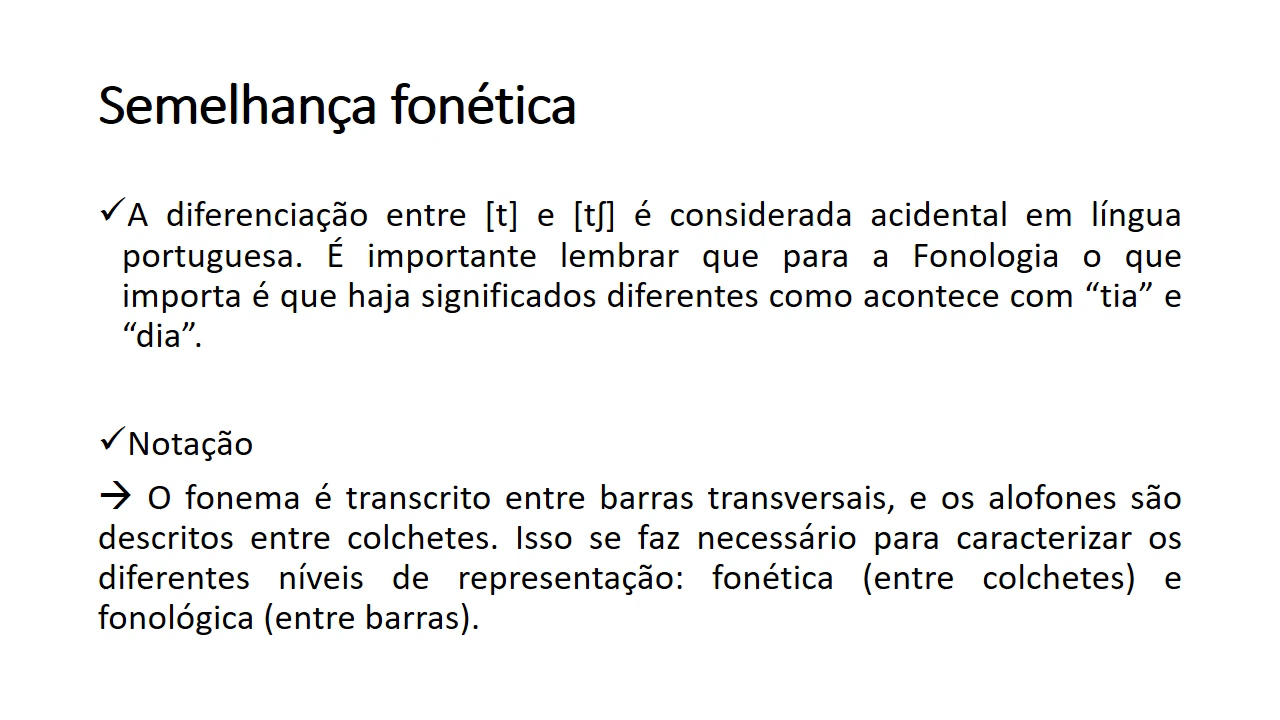 Semelhança fonética
✓A diferenciação entre [t] e [tʃ] é considerada acidental em língua
portuguesa. É importante lembrar que para a Fonologia o que
importa é que haja significados diferentes como acontece com “tia” e
“dia”.
✓Notação
→ O fonema é transcrito entre barras transversais, e os alofones são
descritos entre colchetes. Isso se faz necessário para caracterizar os
diferentes níveis de representação: fonética (entre colchetes) e
fonológica (entre barras).